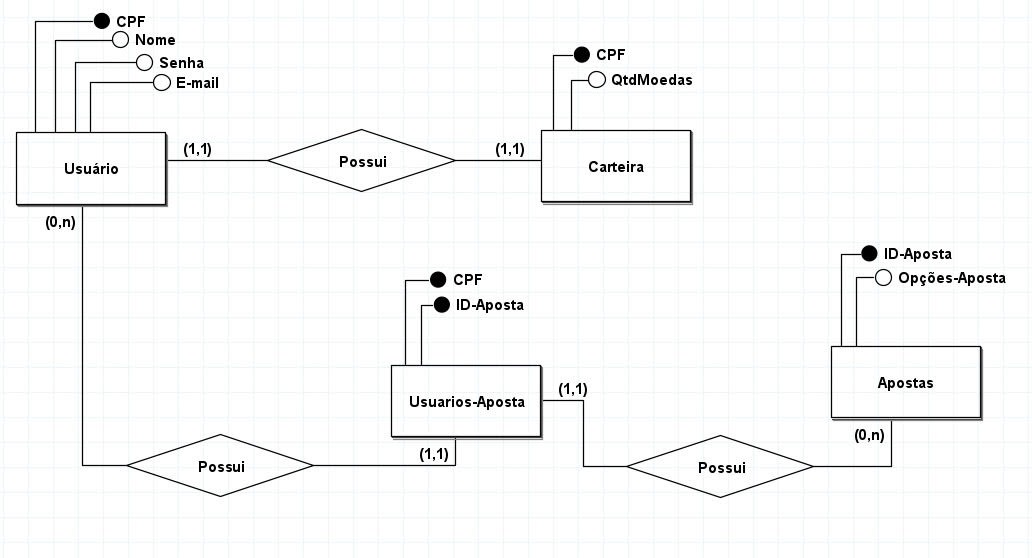 CPF
Nome
Senha
E-mail
CPF
QtdMoedas
(1,1)
Possui
(1,1)
Usuário
Carteira
(0,n)
ID-Aposta
Opções-Aposta
CPF
ID-Aposta
Apostas
Usuarios-Aposta
(1,1)
(0,n)
(1,1)
Possui
Possui